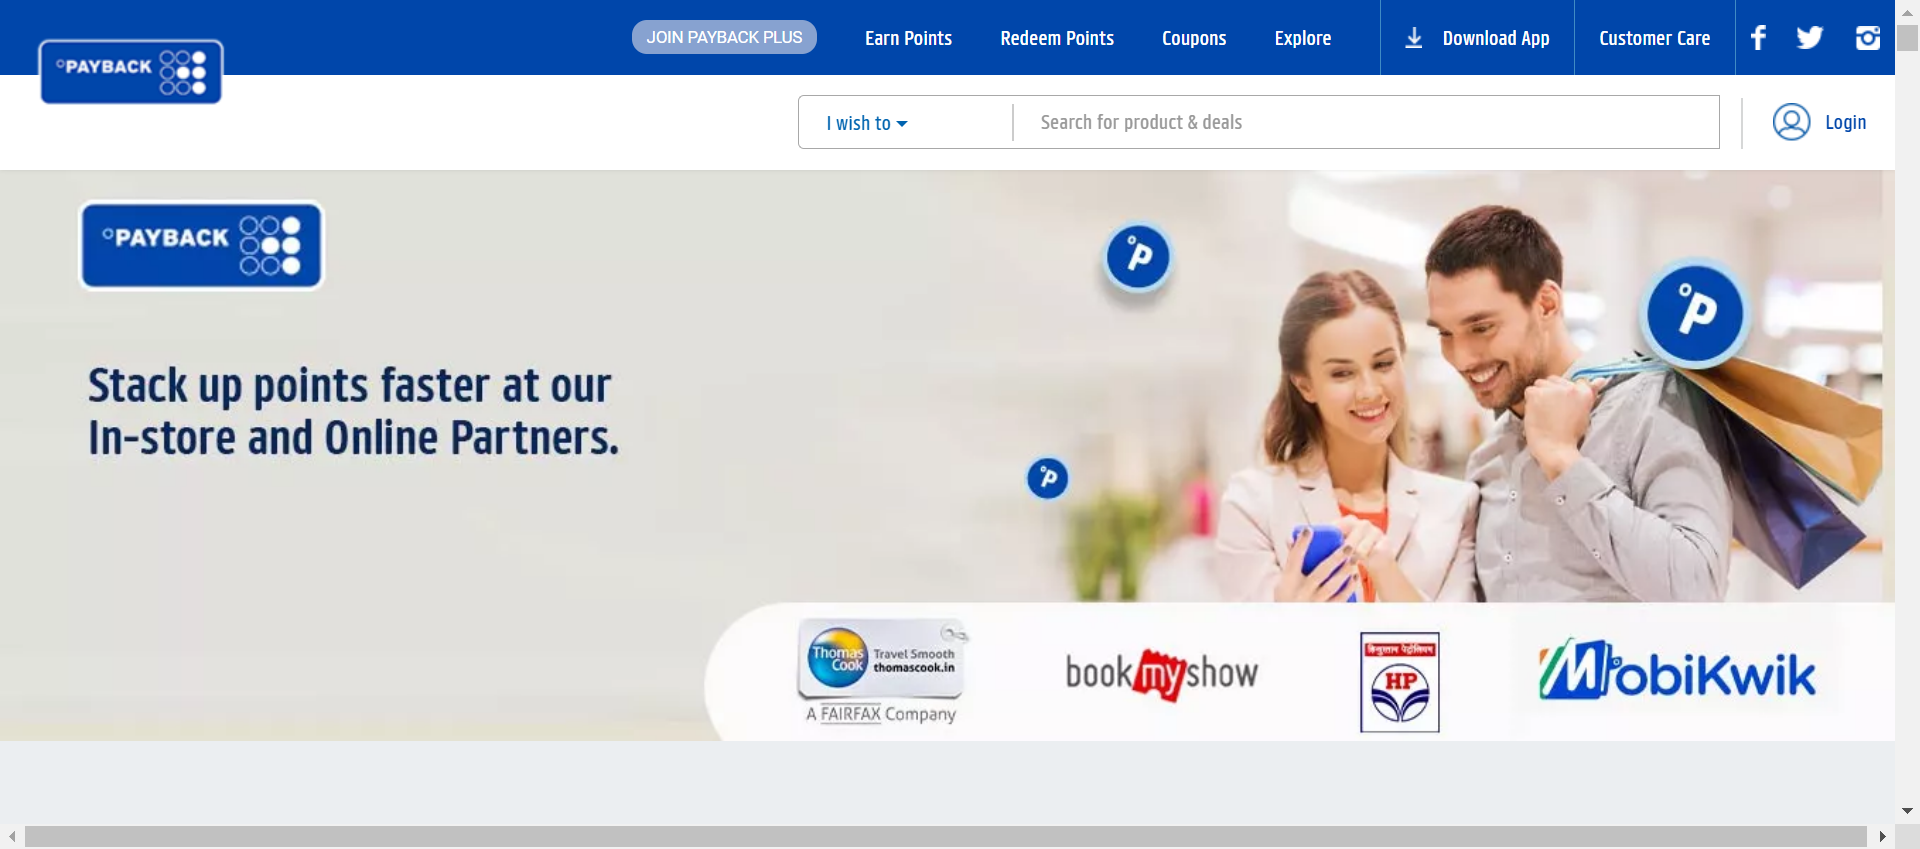 JOIN PAYBACK PLUS
Earn Points
Redeem Points
Coupons
Explore
Download App
Customer Care
°PAYBACK
I wish to
Search for product & deals
Login
°PAYBACK
°P
°P
°P
Stack up points faster at our
In-store and Online Partners.
Thomas
Cook
Travel Smooth
thomascook.in
A FAIRFAX Company
bookmyshow
हिन्दुस्तान पेट्रोलियम
HP
MobiKwik